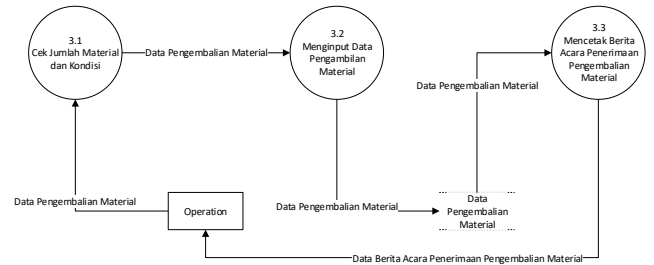 3.1
Cek Jumlah Material
dan Kondisi
Data Pengembalian Material
3.2
Menginput Data
Pengambilan
Material
3.3
Mencetak Berita
Acara Penerimaan
Pengembalian
Material
Data Pengembalian Material
Data Pengembalian Material
Operation
Data Pengembalian Material
Data
Pengembalian
Material
Data Berita Acara Penerimaan Pengembalian Material